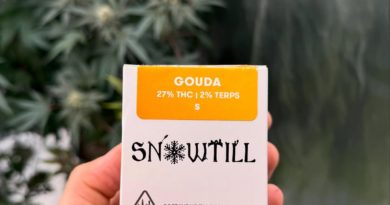 GOUDA
27% THC | 2% TERPS
S
SNOWTILL